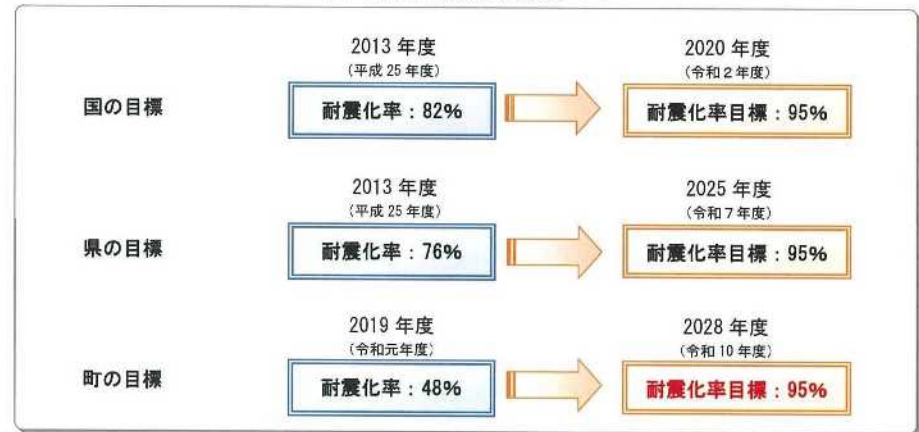 2013 年度
(平成 25 年度)
2020 年度
(令和 2 年度)
国の目標
耐震化率：82%
耐震化率目標：95%
2013 年度
(平成 25 年度)
2025 年度
(令和 7 年度)
県の目標
耐震化率：76%
耐震化率目標：95%
2019 年度
(令和元年度)
2028 年度
(令和 10 年度)
町の目標
耐震化率：48%
耐震化率目標：95%